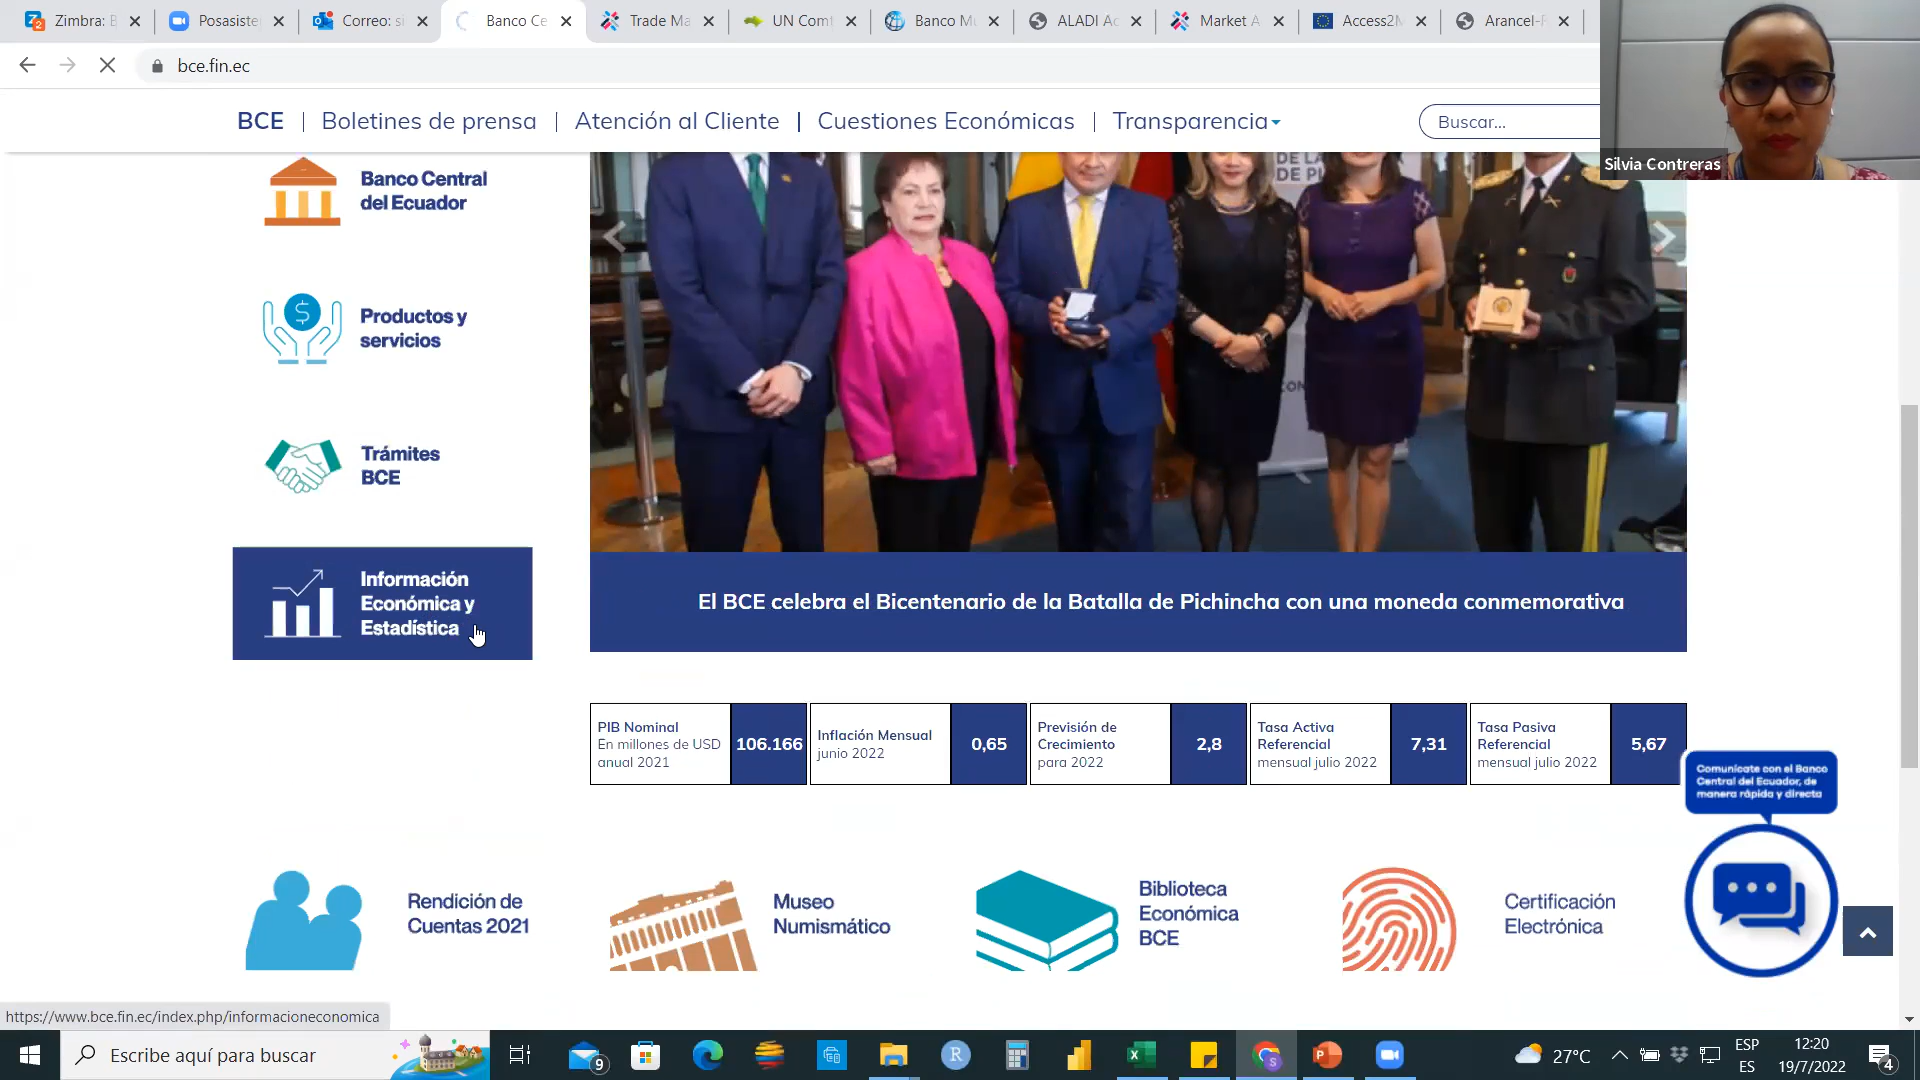 Zimbra: B
Posasiste
Correo: s
Banco Ce
Trade Ma
UN Comt
Banco M
ALADI Ac
Market A
Access2M
Arancel-
bce.fin.ec
BCE | Boletines de prensa | Atención al Cliente | Cuestiones Económicas | Transparencia
Buscar...
Silvia Contreras
Banco Central
del Ecuador
Productos y
servicios
Trámites
BCE
Información
Económica y
Estadística
DE LA
DE PI
El BCE celebra el Bicentenario de la Batalla de Pichincha con una moneda conmemorativa
PIB Nominal
En millones de USD
anual 2021
106.166
Inflación Mensual
junio 2022
0,65
Previsión de
Crecimiento
para 2022
2,8
Tasa Activa
Referencial
mensual julio 2022
7,31
Tasa Pasiva
Referencial
mensual julio 2022
5,67
Comunícate con el Banco
Central del Ecuador, de
manera rápida y directa
Rendición de
Cuentas 2021
Museo
Numismático
Biblioteca
Económica
BCE
Certificación
Electrónica
https://www.bce.fin.ec/index.php/informacioneconomica
Escribe aquí para buscar
9
27°C
ESP
ES
12:20
19/7/2022
4